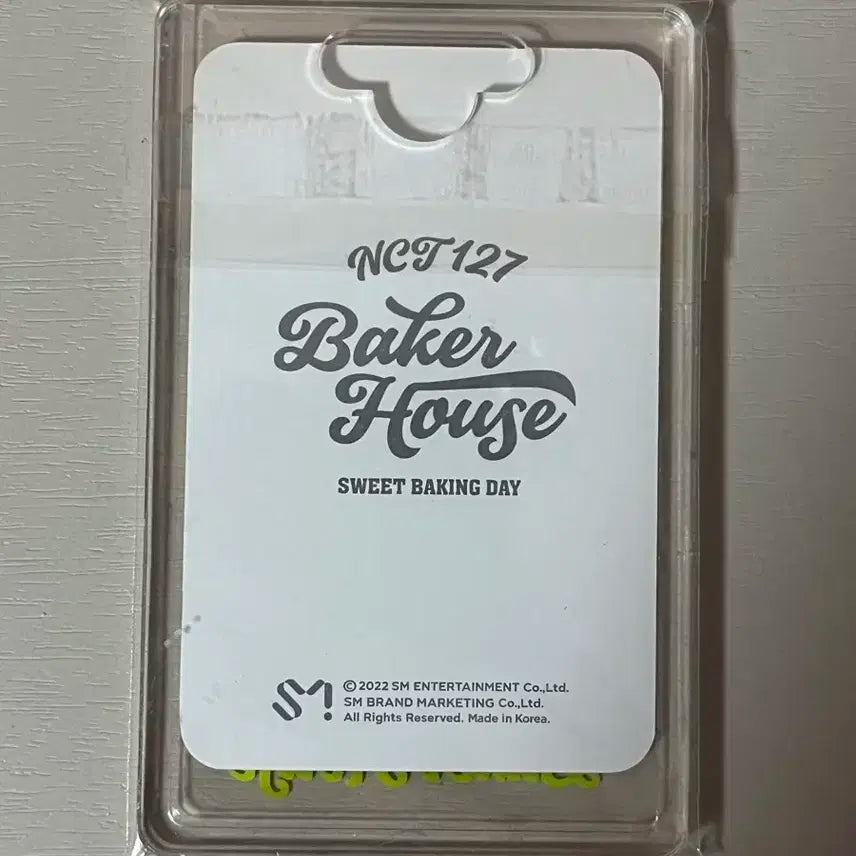 NCT 127
Baker
House
SWEET BAKING DAY
SM!
© 2022 SM ENTERTAINMENT Co.,Ltd.
SM BRAND MARKETING Co.,Ltd.
All Rights Reserved. Made in Korea.